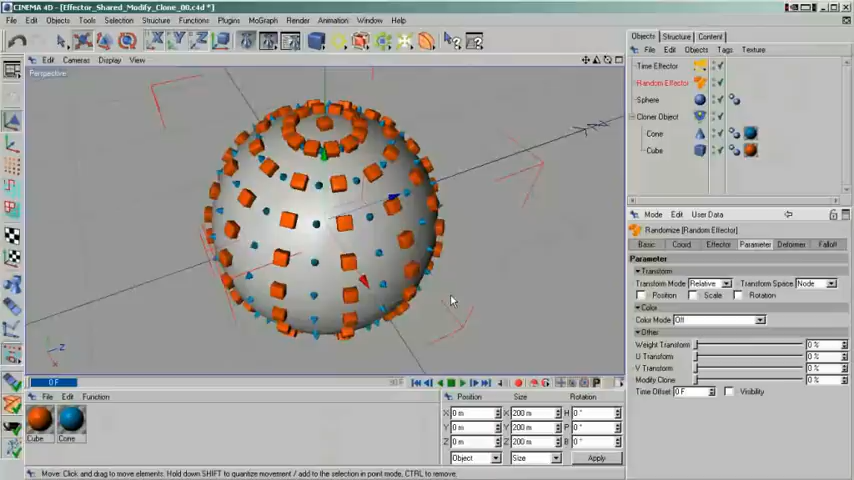 CINEMA 4D - [Effector_Shared_Modify_Clone_00.c4d *]
File Edit Objects Tools Selection Structure Functions Plugins MoGraph Render Animation Window Help
Edit Cameras Display View
Perspective
Objects Structure Content
File Edit Objects Tags Texture
Time Effector
Random Effector
Sphere
Cloner Object
Cone
Cube
Mode Edit User Data
Randomize [Random Effector]
Basic Coord Effector Parameter Deformer Falloff
Parameter
Transform
Transform Mode Relative Transform Space Node
Position Scale Rotation
Color
Color Mode Off
Other
Weight Transform 0 %
U Transform 0 %
V Transform 0 %
Modify Clone 0 %
Time Offset 0 F Visibility
0 F
File Edit Function
Cube Cone
Position Size Rotation
X 0 m X 200 m H 0 °
Y 0 m Y 200 m P 0 °
Z 0 m Z 200 m B 0 °
Object Size Apply
Move: Click and drag to move elements. Hold down SHIFT to quantize movement / add to the selection in point mode, CTRL to remove.
Z